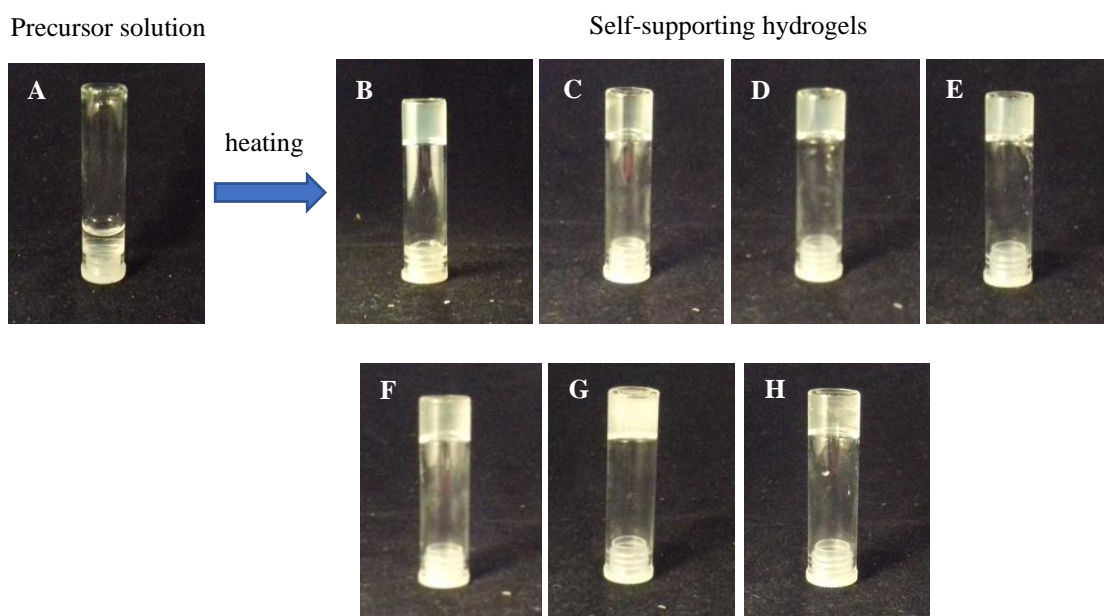 Precursor solution
Self-supporting hydrogels
A
heating
B
C
D
E
F
G
H